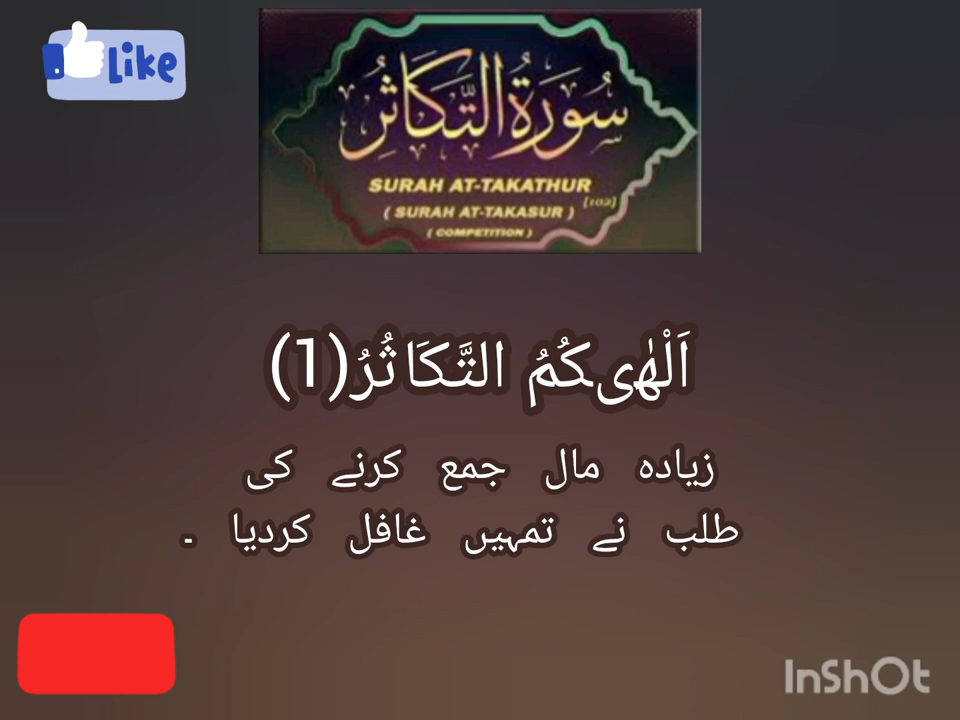 Like
سُورَةُ التَّكَاثُرِ
SURAH AT-TAKATHUR
[102]
( SURAH AT-TAKASUR )
( COMPETITION )
اَلْهٰىكُمُ التَّكَاثُرُ(1)
زیادہ مال جمع کرنے کی
طلب نے تمہیں غافل کردیا ۔
InShOt